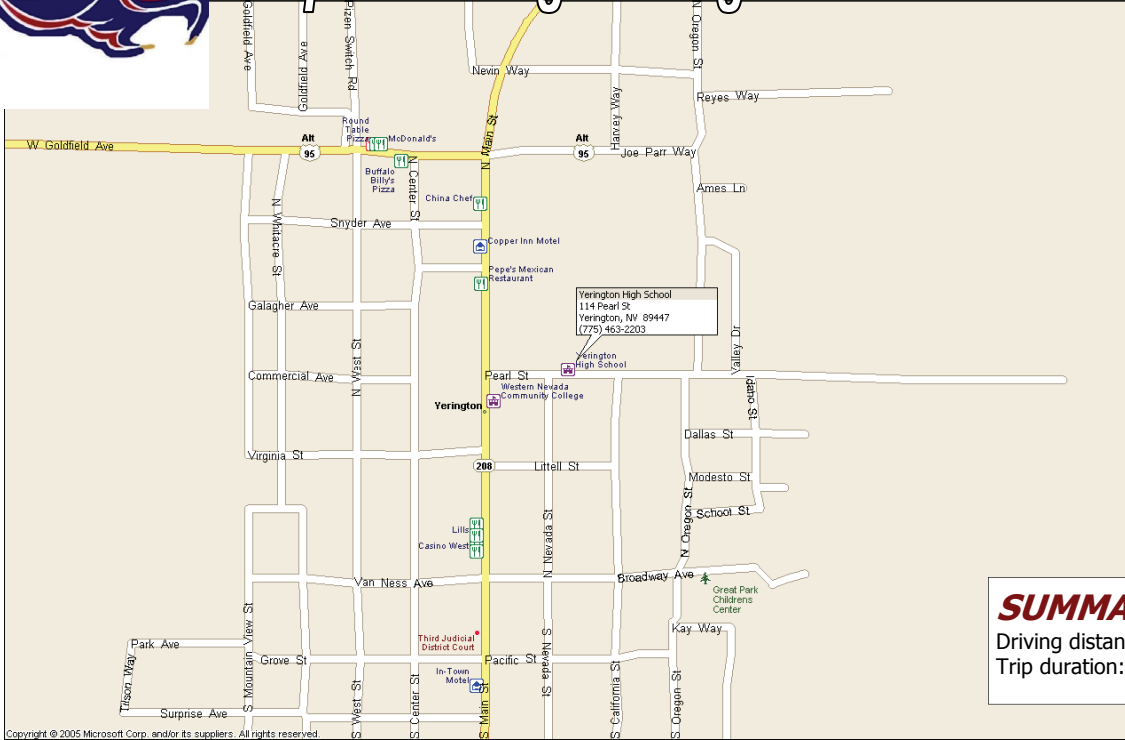 Goldfield Ave
Goldfield Ave
Pizen Switch Rd
N Oregon St
Nevin Way
Harvey Way
Reyes Way
W Goldfield Ave
Alt
95
Round
Table
Pizza
McDonald's
Buffalo
Billy's
Pizza
N Main St
Alt
95
Joe Parr Way
N Center St
Ames Ln
China Chef
N Whitacre St
Snyder Ave
Copper Inn Motel
Pepe's Mexican
Restaurant
Yerington High School
114 Pearl St
Yerington, NV 89447
(775) 463-2203
Galagher Ave
Valley Dr
N West St
Yerington
High School
Commercial Ave
Pearl St
Idaho St
Western Nevada
Community College
Yerington
Dallas St
Virginia St
208
Littell St
Modesto St
School St
N Oregon St
Lills
Casino West
N Nevada St
Van Ness Ave
Broadway Ave
Great Park
Childrens
Center
SUMMA
Driving distan
Trip duration:
Third Judicial
District Court
Kay Way
Park Ave
Tilson Way
S Mountain View St
Grove St
Pacific St
S Nevada St
In-Town
Motel
S West St
S Center St
S Main St
S California St
S Oregon St
Surprise Ave
Copyright © 2005 Microsoft Corp. and/or its suppliers. All rights reserved.